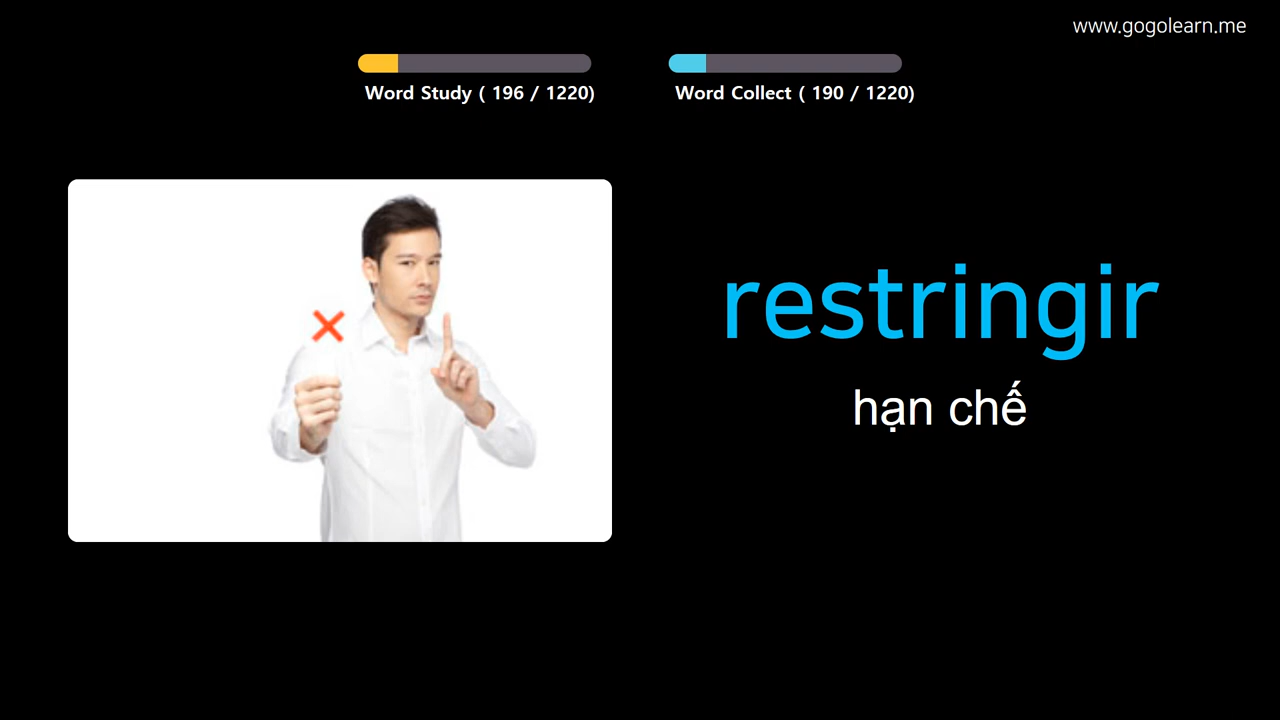 www.gogolearn.me
Word Study ( 196 / 1220)
Word Collect ( 190 / 1220)
restringir
hạn chế